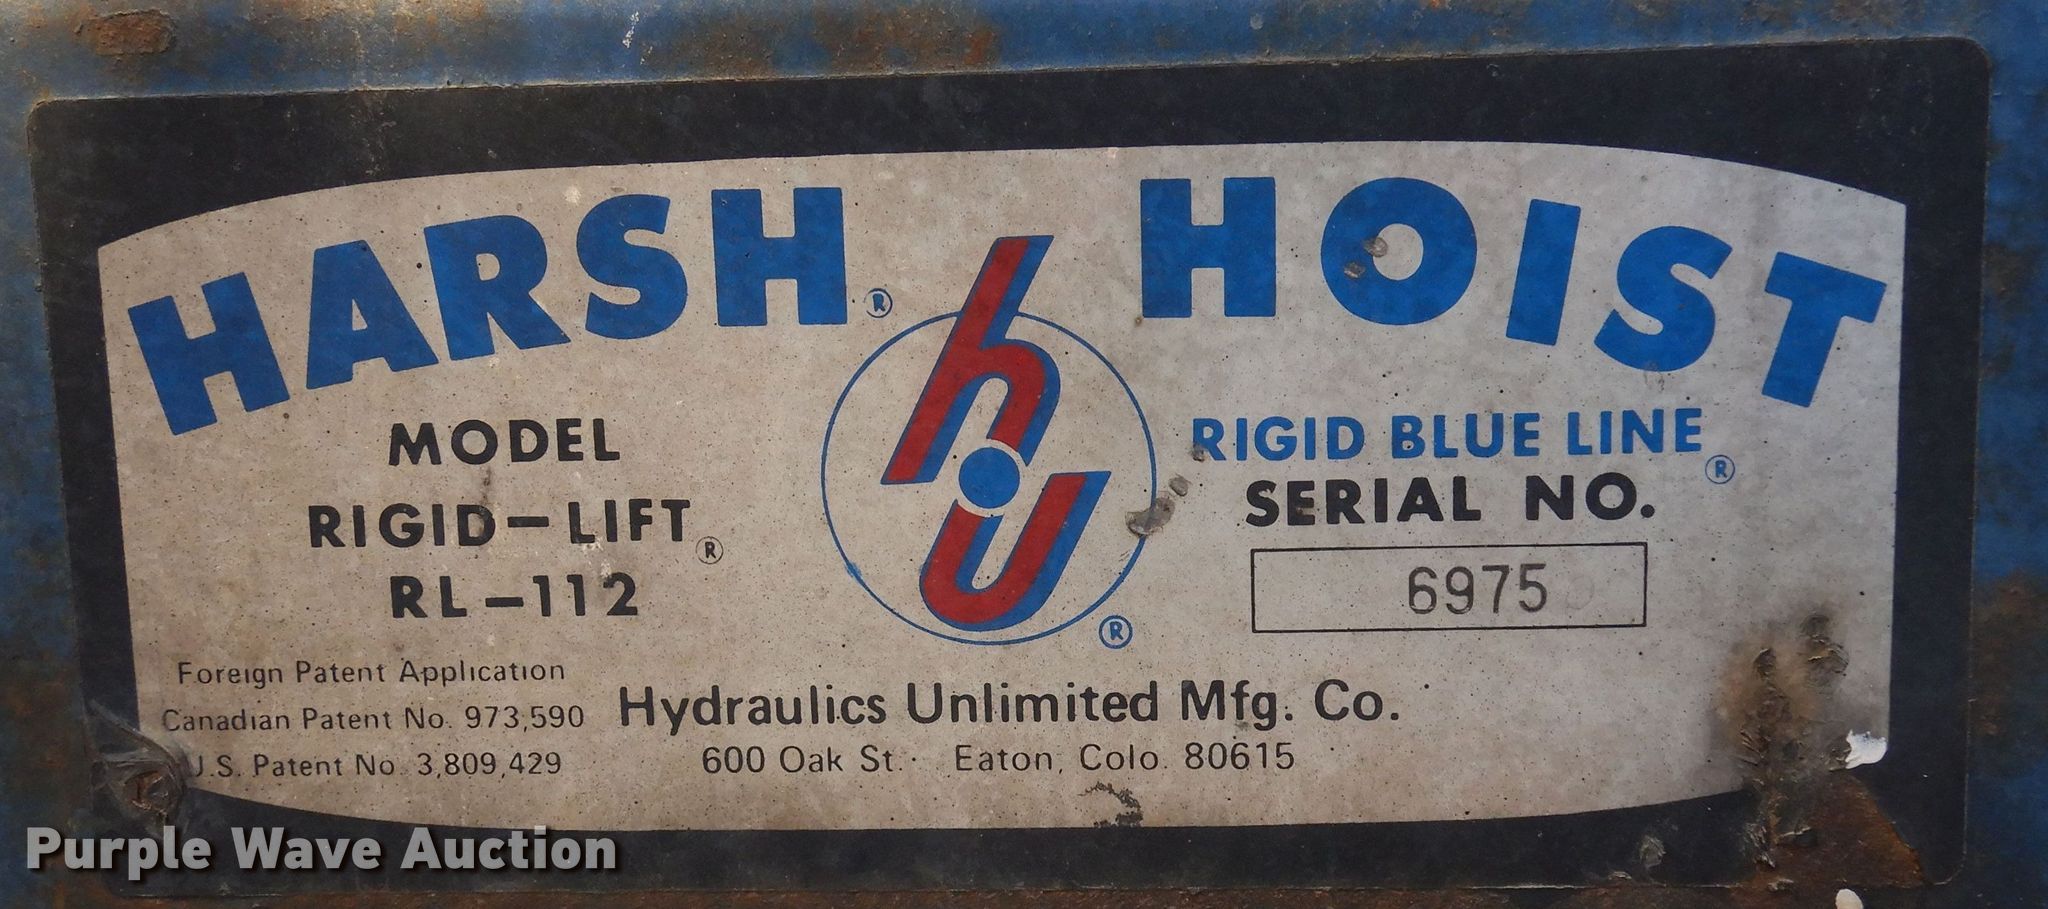 HARSH® HOIST
MODEL
RIGID-LIFT®
RL-112
hu®
RIGID BLUE LINE®
SERIAL NO.
6975
Foreign Patent Application
Canadian Patent No. 973,590
U.S. Patent No. 3,809,429
Hydraulics Unlimited Mfg. Co.
600 Oak St. Eaton, Colo. 80615
Purple Wave Auction